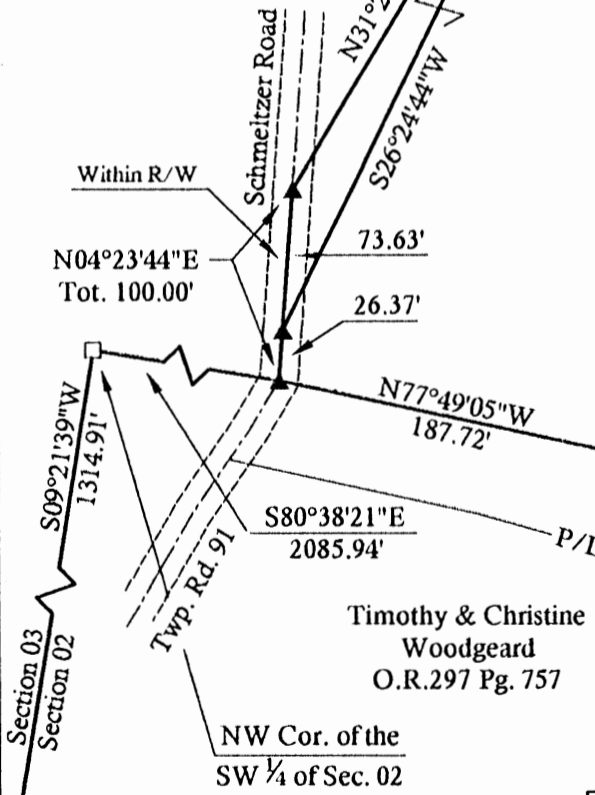 Schmeitzer Road
S26°24'44"W
Within R/W
73.63'
N04°23'44"E
Tot. 100.00'
26.37'
N77°49'05"W
187.72'
S09°21'39"W
1314.91'
S80°38'21"E
2085.94'
Twp. Rd. 91
Timothy & Christine
Woodgeard
O.R.297 Pg. 757
Section 03
Section 02
NW Cor. of the
SW ¼ of Sec. 02